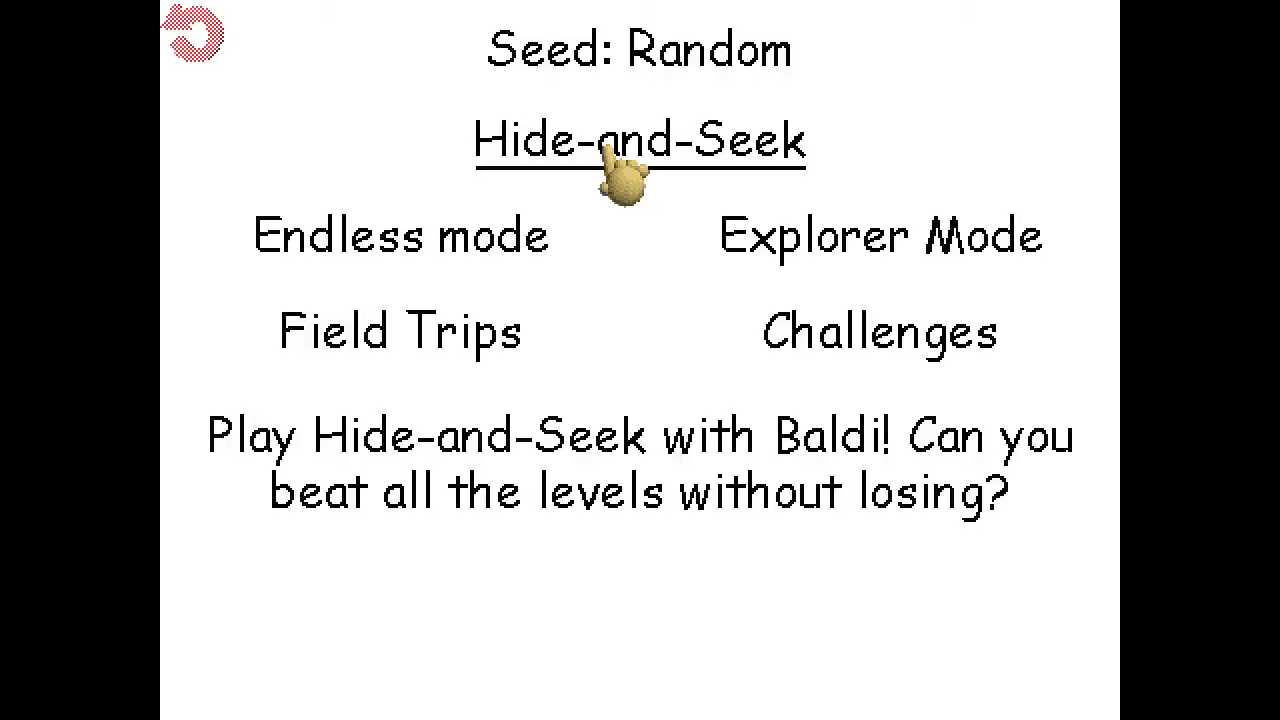 Seed: Random
Hide-and-Seek
Endless mode
Explorer Mode
Field Trips
Challenges
Play Hide-and-Seek with Baldi! Can you
beat all the levels without losing?